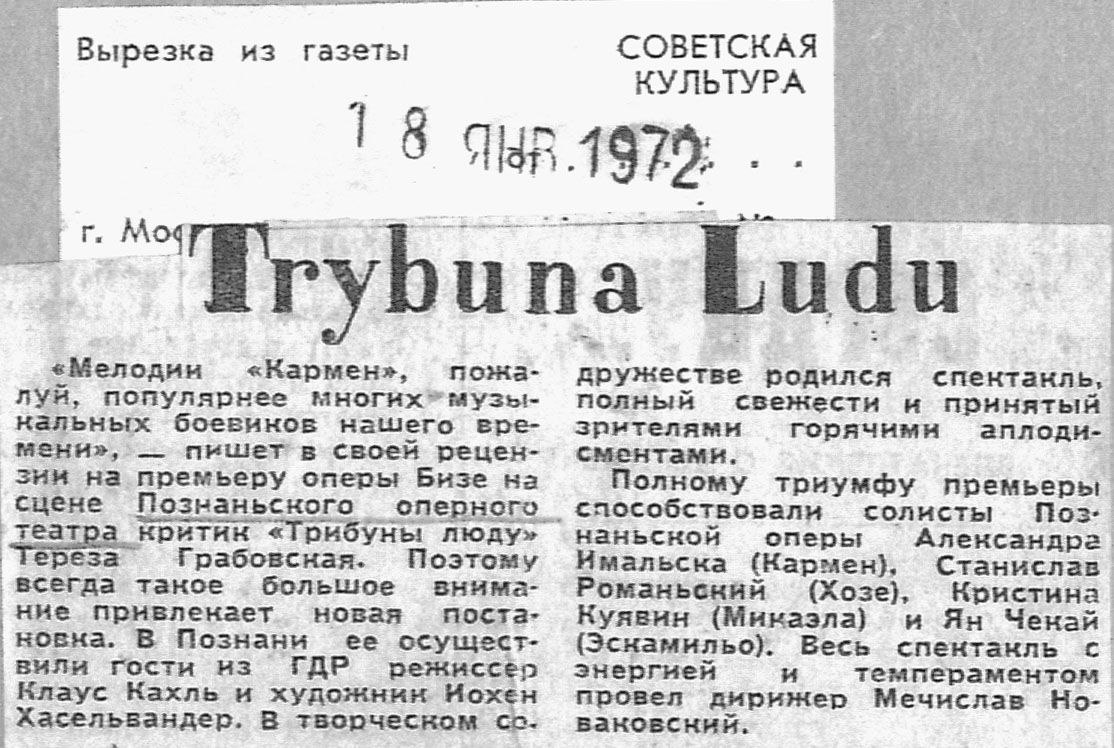 Вырезка из газеты
СОВЕТСКАЯ
КУЛЬТУРА
18 ЯНВ. 1972
г.
Trybuna Ludu
«Мелодии «Кармен», пожа-
луй, популярнее многих музы-
кальных боевиков нашего вре-
мени», — пишет в своей рецен-
зии на премьеру оперы Бизе на
сцене Познаньского оперного
театра критик «Трибуны люду»
Тереза Грабовская. Поэтому
всегда такое большое внима-
ние привлекает новая поста-
новка. В Познани ее осущест-
вили гости из ГДР режиссер
Клаус Кахль и художник Иохен
Хасельвандер. В творческом со-
дружестве родился спектакль,
полный свежести и принятый
зрителями горячими аплоди-
сментами.
Полному триумфу премьеры
способствовали солисты Поз-
наньской оперы Александра
Имальска (Кармен), Станислав
Романьский (Хозе), Кристина
Куявин (Микаэла) и Ян Чекай
(Эскамильо). Весь спектакль с
энергией и темпераментом
провел дирижер Мечислав Но-
ваковский.